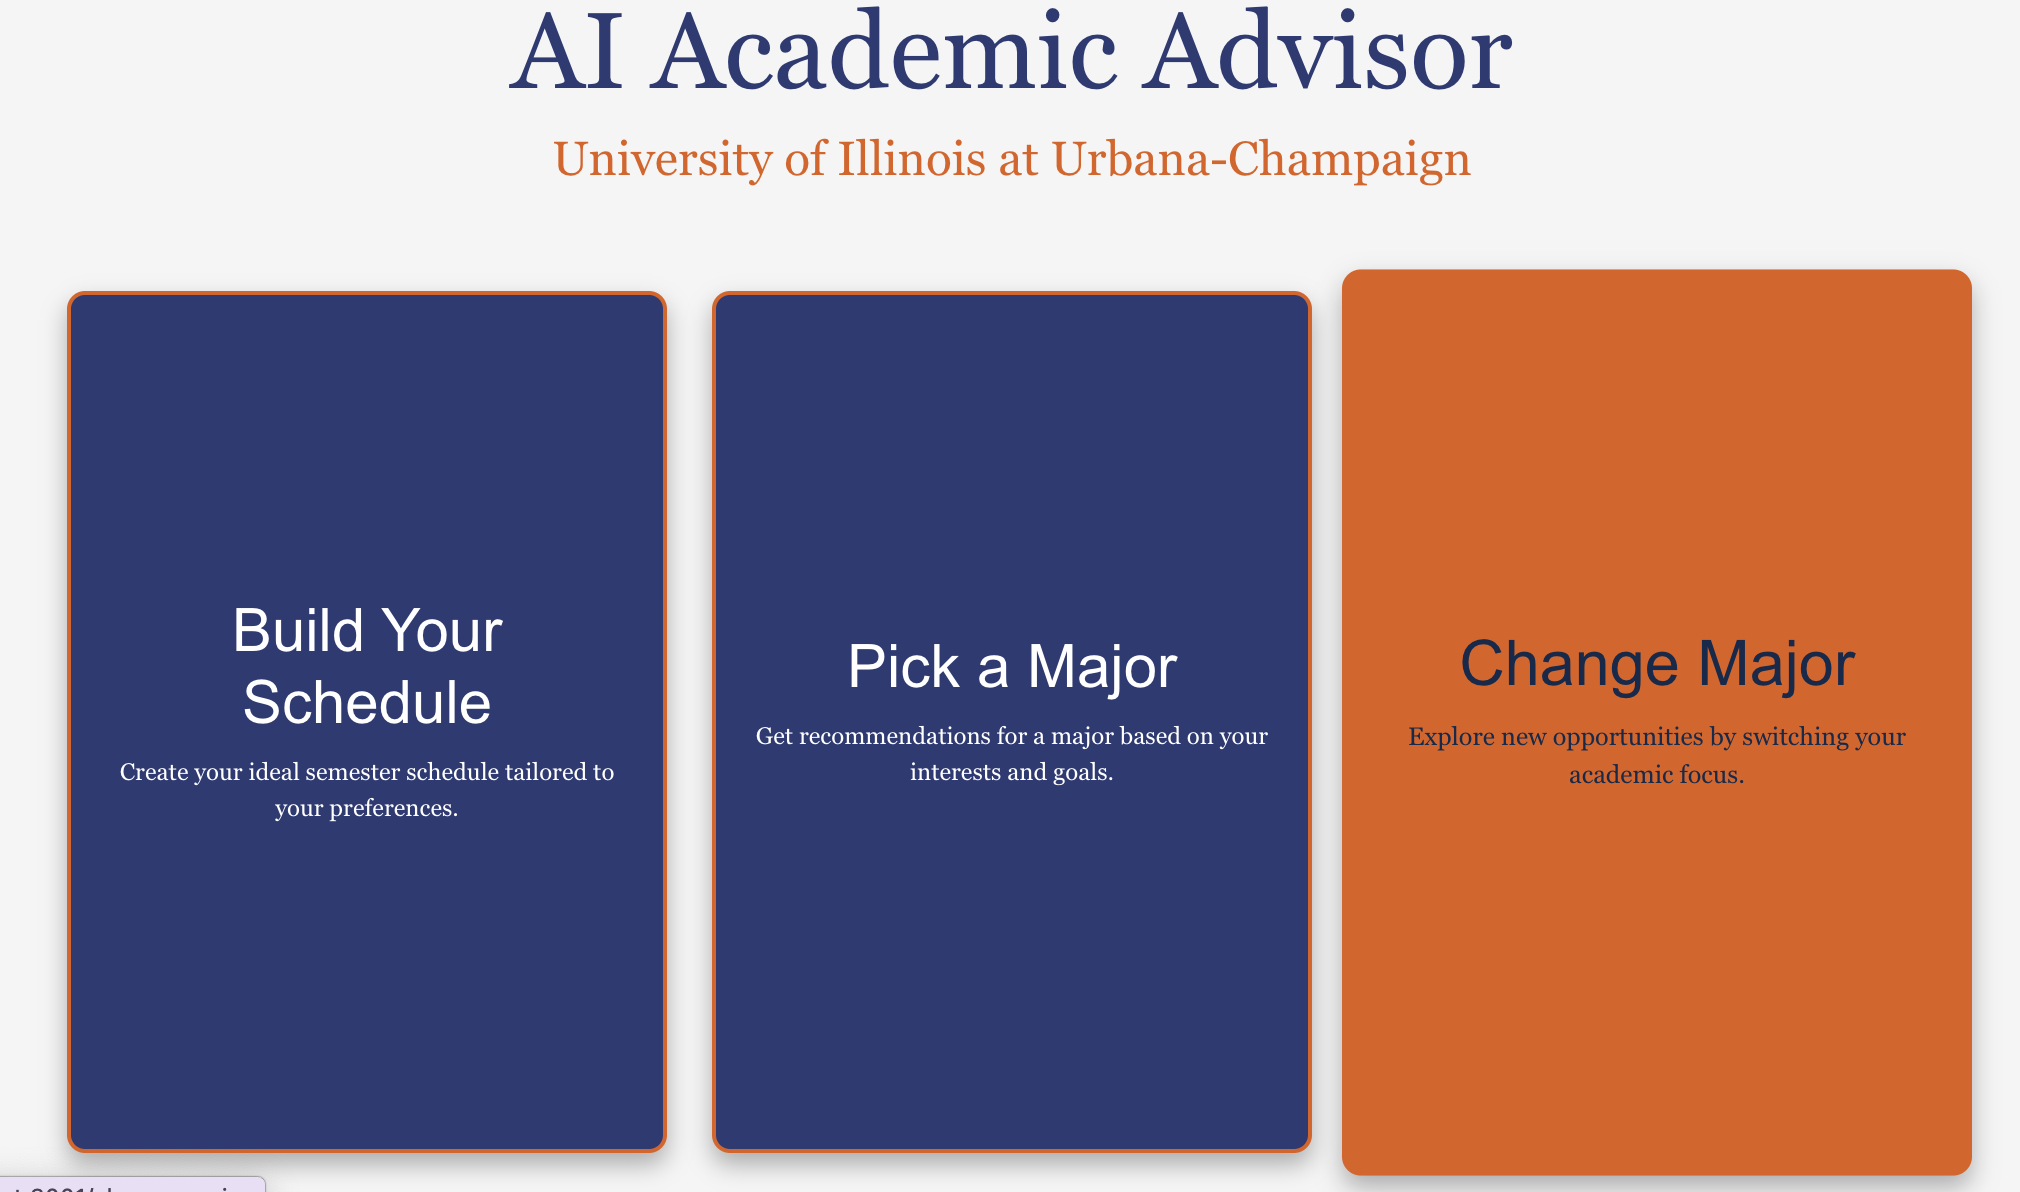 AI Academic Advisor
University of Illinois at Urbana-Champaign
Build Your
Schedule
Create your ideal semester schedule tailored to
your preferences.
Pick a Major
Get recommendations for a major based on your
interests and goals.
Change Major
Explore new opportunities by switching your
academic focus.